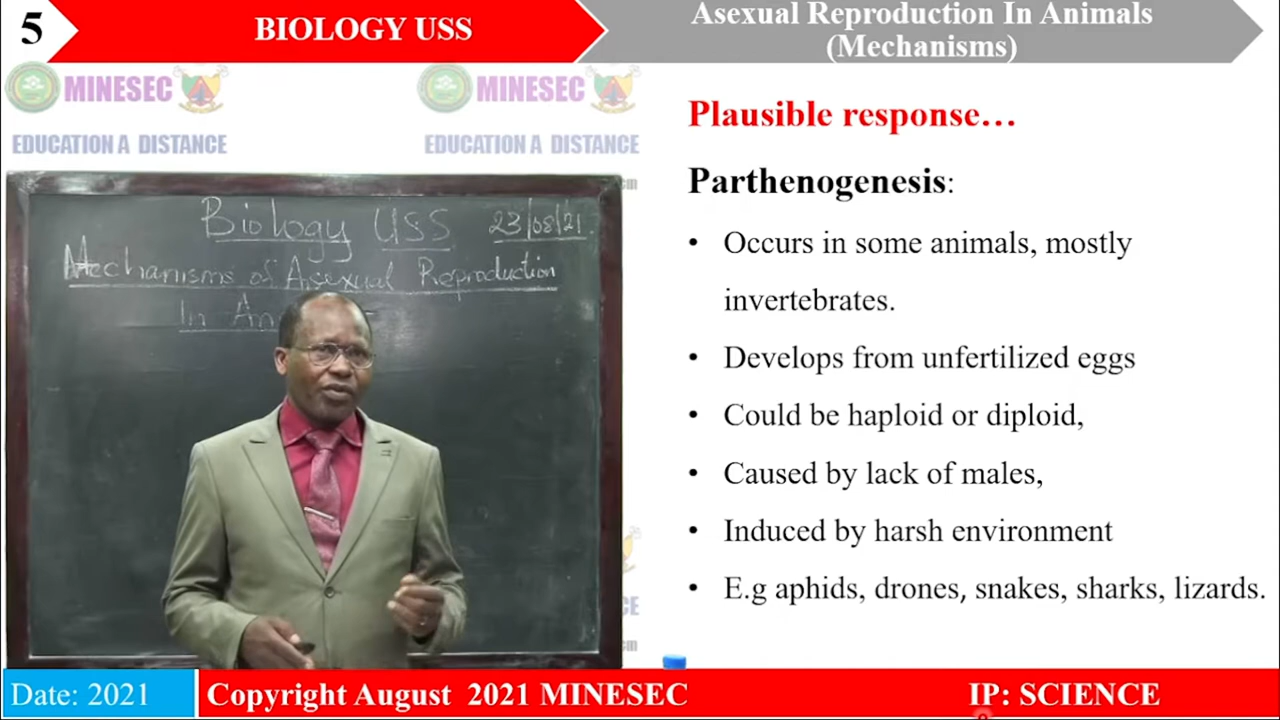 5
BIOLOGY USS
Asexual Reproduction In Animals
(Mechanisms)
MINESEC
MINESEC
EDUCATION A DISTANCE
EDUCATION A DISTANCE
Biology USS 23/08/21.
Mechanisms of Asexual Reproduction
In An
Plausible response…
Parthenogenesis:
• Occurs in some animals, mostly
invertebrates.
• Develops from unfertilized eggs
• Could be haploid or diploid,
• Caused by lack of males,
• Induced by harsh environment
• E.g aphids, drones, snakes, sharks, lizards.
Date: 2021
Copyright August 2021 MINESEC
IP: SCIENCE